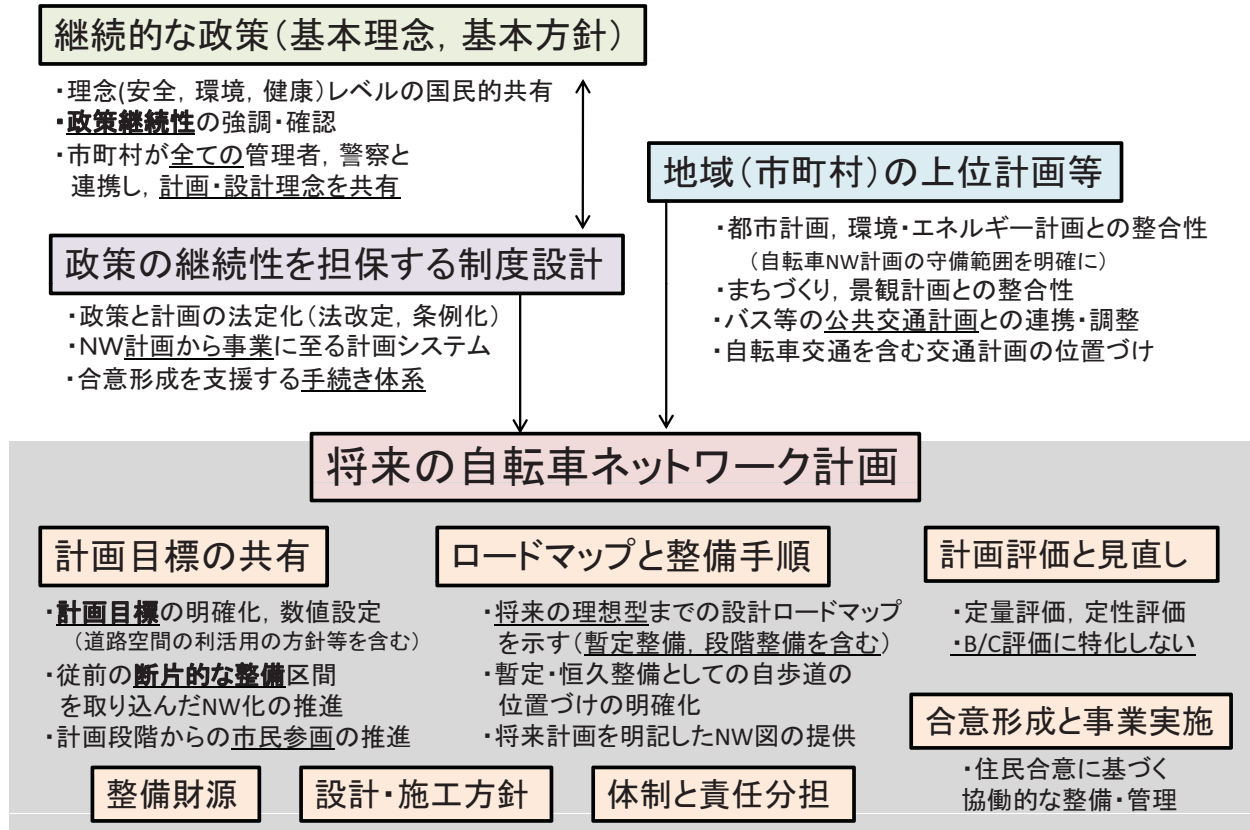 継続的な政策（基本理念，基本方針）
・理念(安全，環境，健康）レベルの国民的共有
・政策継続性の強調・確認
・市町村が全ての管理者，警察と
連携し，計画・設計理念を共有
政策の継続性を担保する制度設計
・政策と計画の法定化（法改定，条例化）
・NW計画から事業に至る計画システム
・合意形成を支援する手続き体系
地域（市町村）の上位計画等
・都市計画，環境・エネルギー計画との整合性
（自転車NW計画の守備範囲を明確に）
・まちづくり，景観計画との整合性
・バス等の公共交通計画との連携・調整
・自転車交通を含む交通計画の位置づけ
将来の自転車ネットワーク計画
計画目標の共有
・計画目標の明確化，数値設定
（道路空間の利活用の方針等を含む）
・従前の断片的な整備区間
を取り込んだNW化の推進
・計画段階からの市民参画の推進
ロードマップと整備手順
・将来の理想型までの設計ロードマップ
を示す（暫定整備，段階整備を含む）
・暫定・恒久整備としての自歩道の
位置づけの明確化
・将来計画を明記したNW図の提供
計画評価と見直し
・定量評価，定性評価
・B/C評価に特化しない
合意形成と事業実施
・住民合意に基づく
協働的な整備・管理
整備財源
設計・施工方針
体制と責任分担